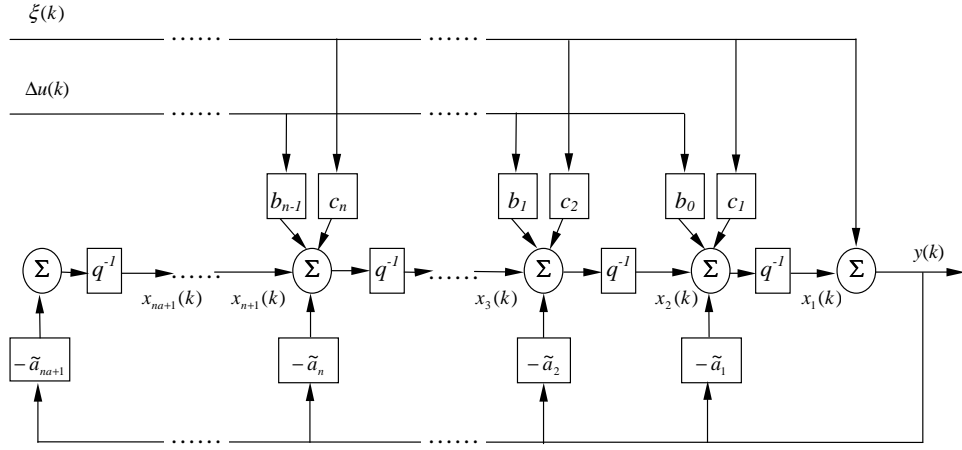 ξ(k)
Δu(k)
b_{n-1} c_n b_1 c_2 b_0 c_1
Σ q^{-1} Σ q^{-1} Σ q^{-1} Σ q^{-1} Σ y(k)
x_{na+1}(k) x_{n+1}(k) x_3(k) x_2(k) x_1(k)
−ã_{na+1} −ã_n −ã_2 −ã_1